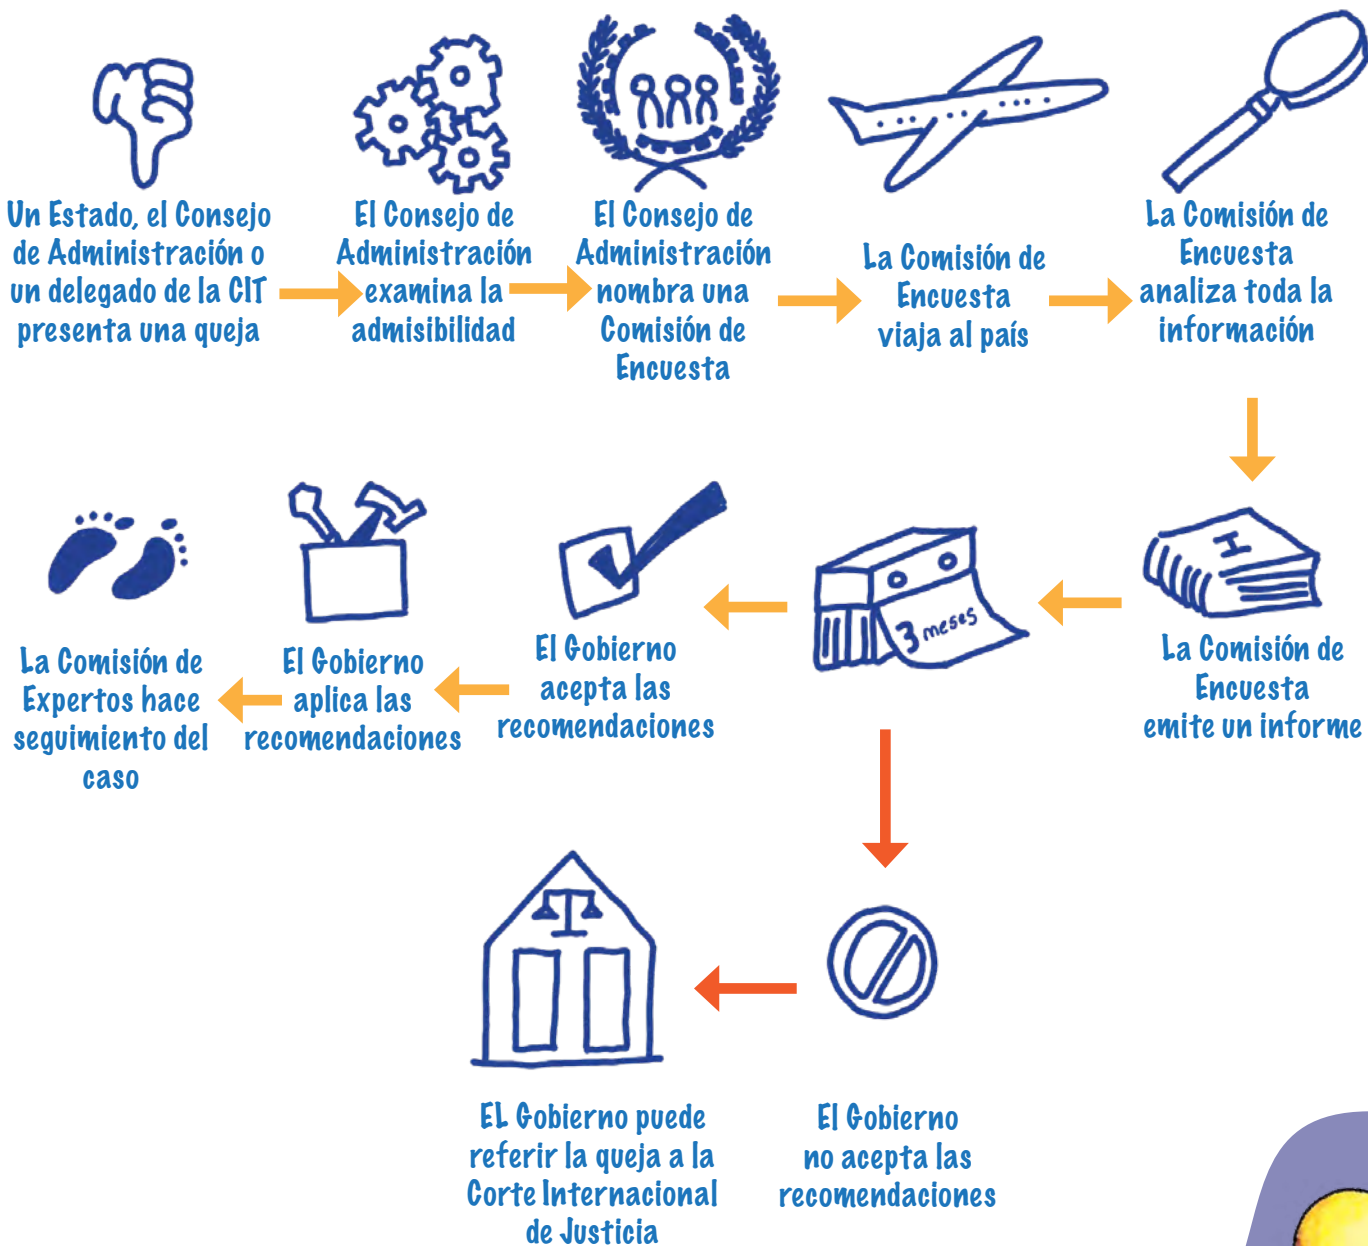 Un Estado, el Consejo
de Administración o
un delegado de la CIT
presenta una queja
El Consejo de
Administración
examina la
admisibilidad
El Consejo de
Administración
nombra una
Comisión de
Encuesta
La Comisión de
Encuesta
viaja al país
La Comisión de
Encuesta
analiza toda la
información
La Comisión de
Encuesta
emite un informe
3 meses
El Gobierno
acepta las
recomendaciones
El Gobierno
aplica las
recomendaciones
La Comisión de
Expertos hace
seguimiento del
caso
El Gobierno
no acepta las
recomendaciones
EL Gobierno puede
referir la queja a la
Corte Internacional
de Justicia